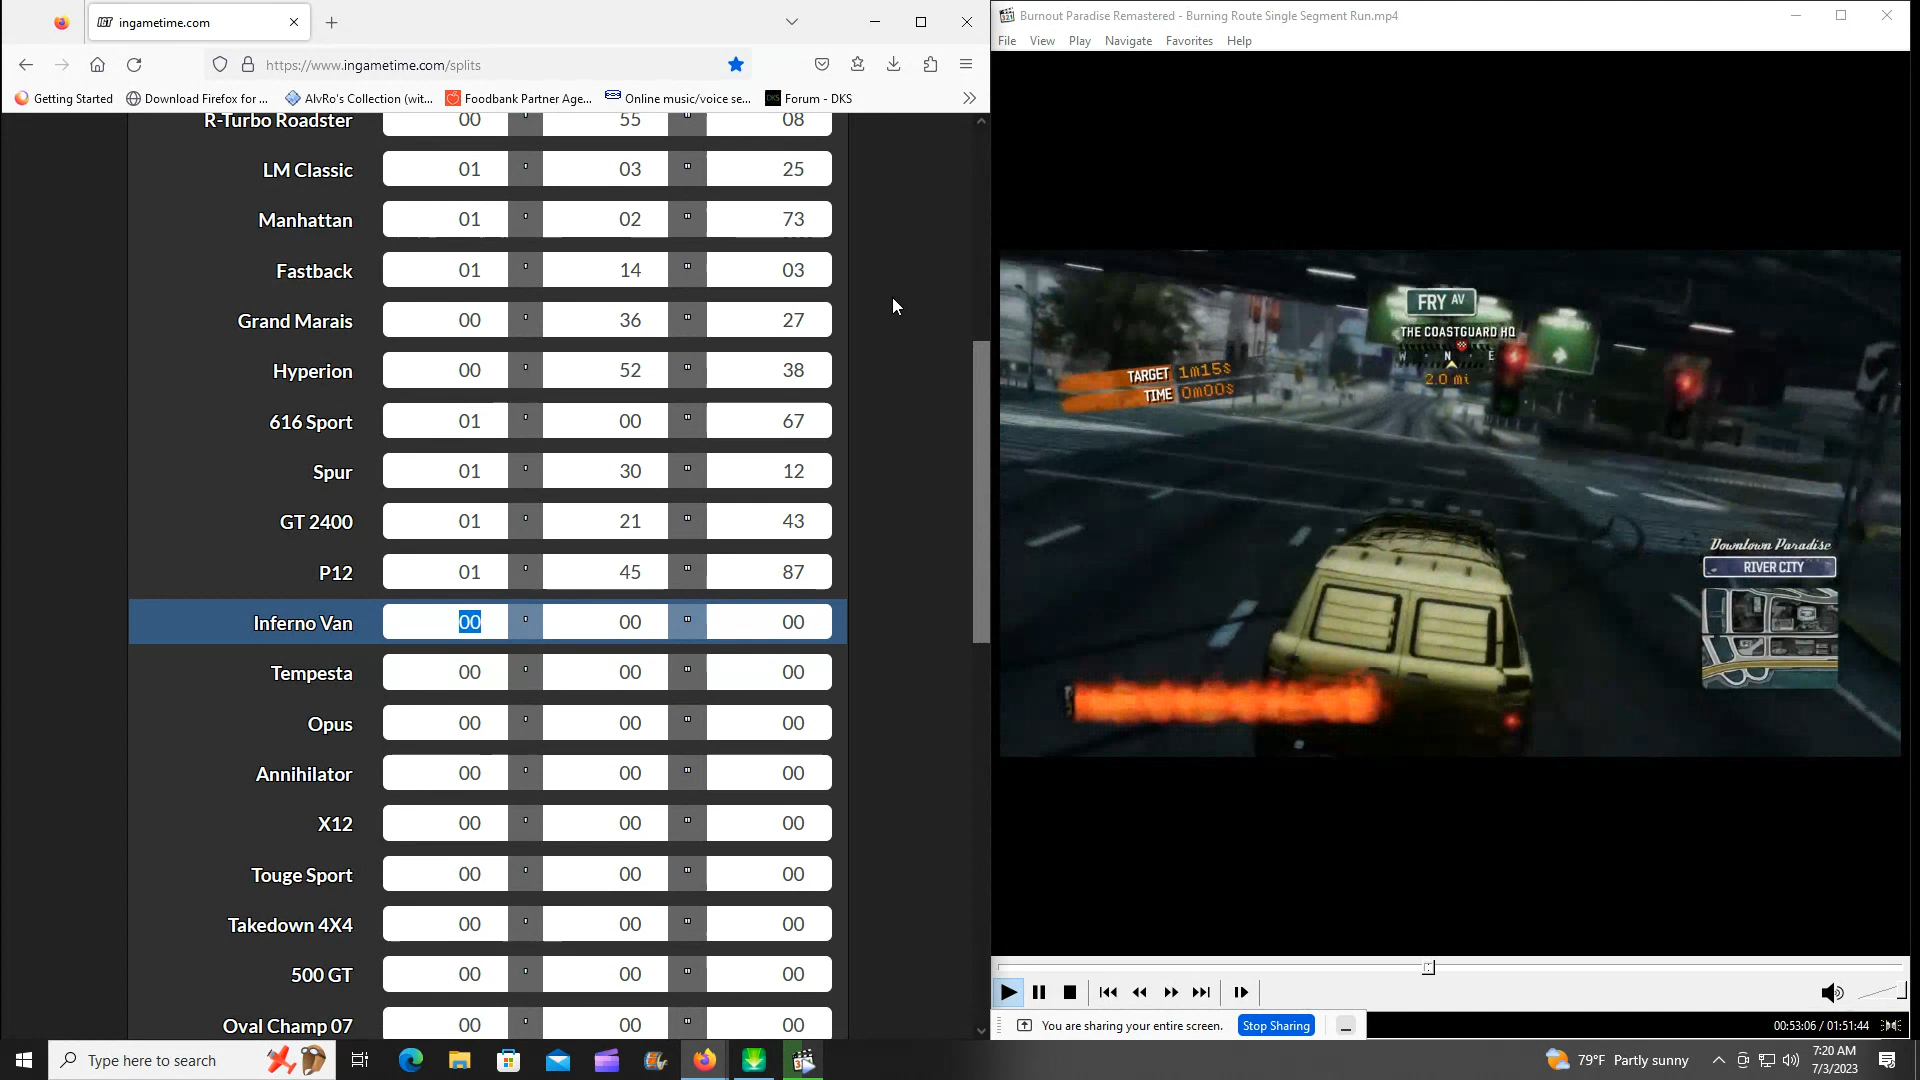 ingametime.com
https://www.ingametime.com/splits
Getting Started
Download Firefox for ...
AlvRo's Collection (wit...
Foodbank Partner Age...
Online music/voice se...
DKS
Forum - DKS
R-Turbo Roadster 00 ' 55 " 08
LM Classic 01 ' 03 " 25
Manhattan 01 ' 02 " 73
Fastback 01 ' 14 " 03
Grand Marais 00 ' 36 " 27
Hyperion 00 ' 52 " 38
616 Sport 01 ' 00 " 67
Spur 01 ' 30 " 12
GT 2400 01 ' 21 " 43
P12 01 ' 45 " 87
Inferno Van 00 ' 00 " 00
Tempesta 00 ' 00 " 00
Opus 00 ' 00 " 00
Annihilator 00 ' 00 " 00
X12 00 ' 00 " 00
Touge Sport 00 ' 00 " 00
Takedown 4X4 00 ' 00 " 00
500 GT 00 ' 00 " 00
Oval Champ 07 00 ' 00 " 00
Burnout Paradise Remastered - Burning Route Single Segment Run.mp4
File View Play Navigate Favorites Help
FRY AV
THE COASTGUARD HQ
W N E
2.0 mi
TARGET 1m15s
TIME 0m00s
Downtown Paradise
RIVER CITY
You are sharing your entire screen.
Stop Sharing
00:53:06 / 01:51:44
Type here to search
79°F Partly sunny
7:20 AM
7/3/2023